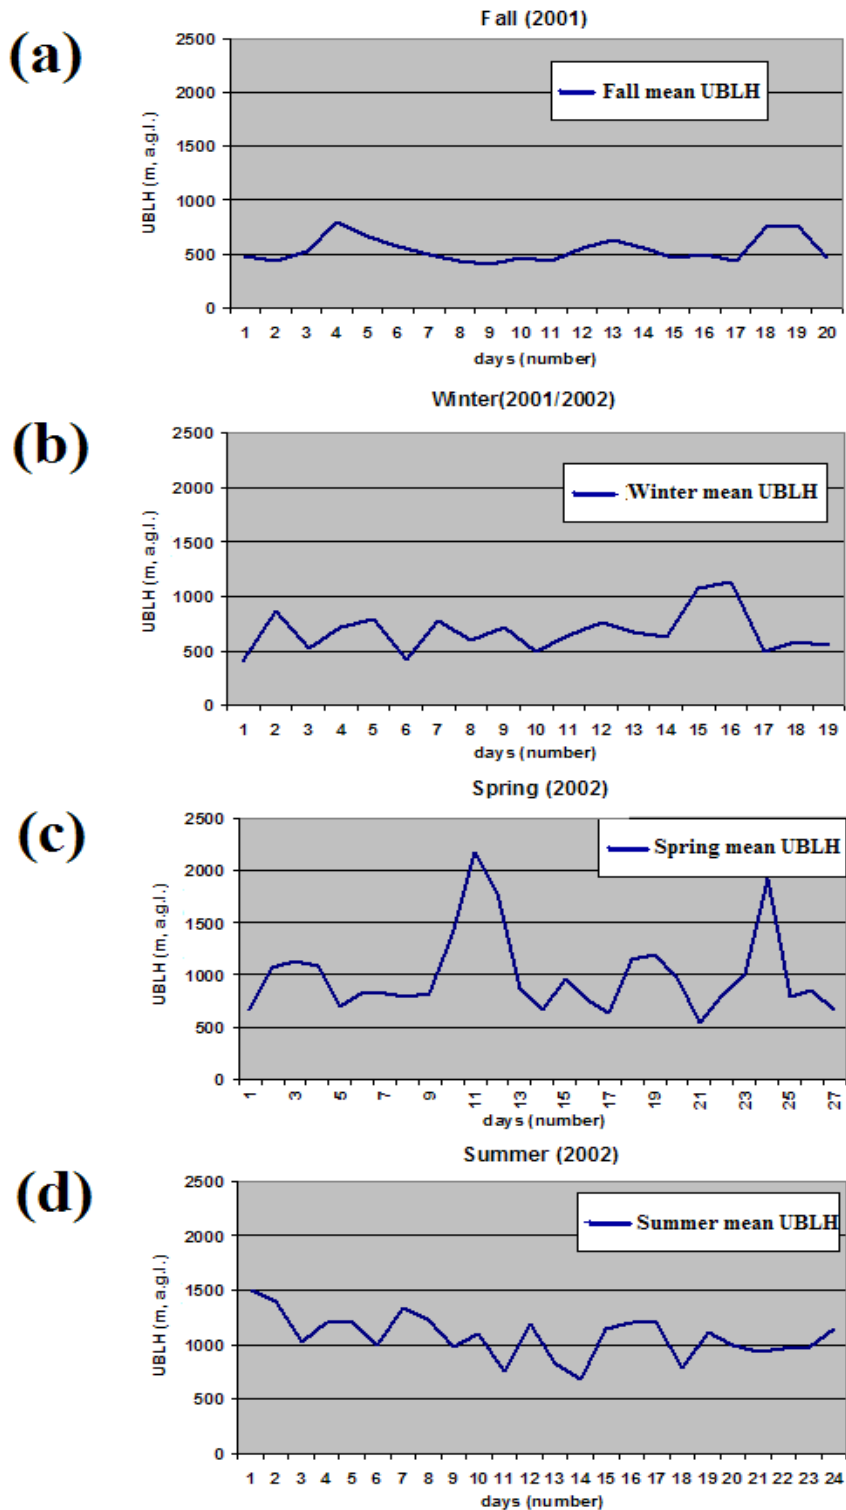 (a)
Fall (2001)
UBLH (m, a.g.l.)
2500
2000
1500
1000
500
0
Fall mean UBLH
1 2 3 4 5 6 7 8 9 10 11 12 13 14 15 16 17 18 19 20
days (number)
(b)
Winter(2001/2002)
UBLH (m, a.g.l.)
2500
2000
1500
1000
500
0
Winter mean UBLH
1 2 3 4 5 6 7 8 9 10 11 12 13 14 15 16 17 18 19
days (number)
(c)
Spring (2002)
UBLH (m, a.g.l.)
2500
2000
1500
1000
500
0
Spring mean UBLH
1 3 5 7 9 11 13 15 17 19 21 23 25 27
days (number)
(d)
Summer (2002)
UBLH (m, a.g.l.)
2500
2000
1500
1000
500
0
Summer mean UBLH
1 2 3 4 5 6 7 8 9 10 11 12 13 14 15 16 17 18 19 20 21 22 23 24
days (number)